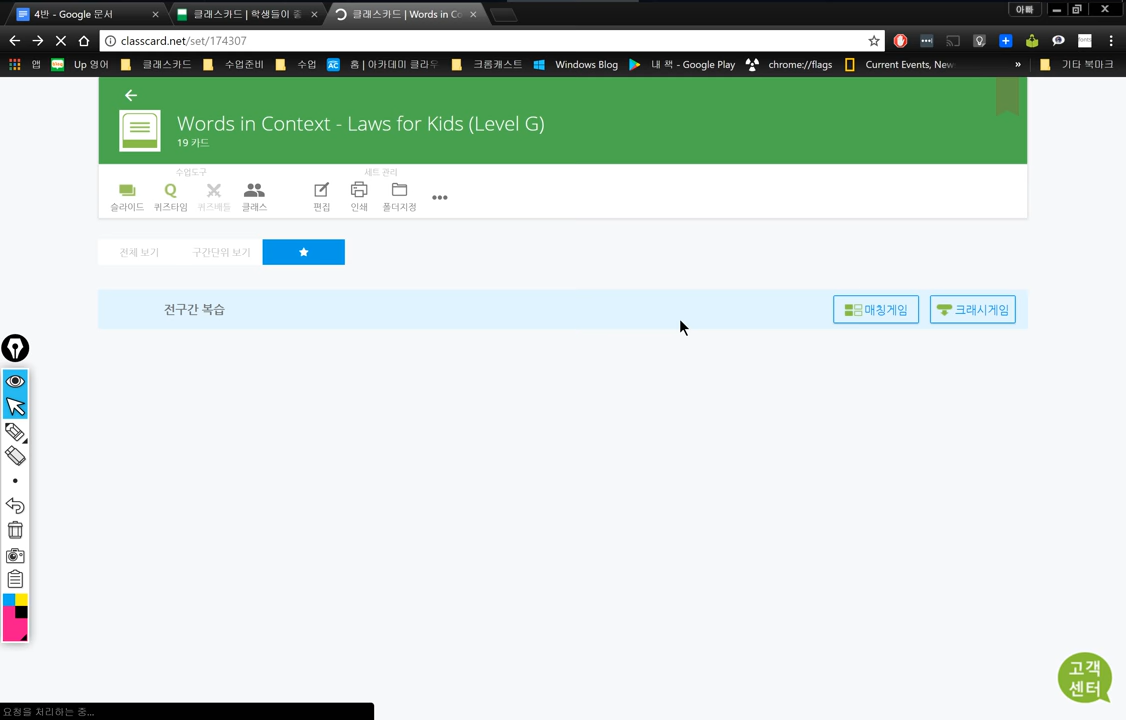 4반 - Google 문서
클래스카드 | 학생들이 좋
클래스카드 | Words in Co
아빠
classcard.net/set/174307
앱
Up 영어
클래스카드
수업준비
수업
AC
홈 | 아카데미 클라우
크롬캐스트
Windows Blog
내 책 - Google Play
chrome://flags
Current Events, New
»
기타 북마크
Words in Context - Laws for Kids (Level G)
19 카드
수업도구
세트 관리
Q
슬라이드
퀴즈타임
퀴즈배틀
클래스
편집
인쇄
폴더지정
전체 보기
구간단위 보기
전구간 복습
매칭게임
크래시게임
고객
센터
요청을 처리하는 중...